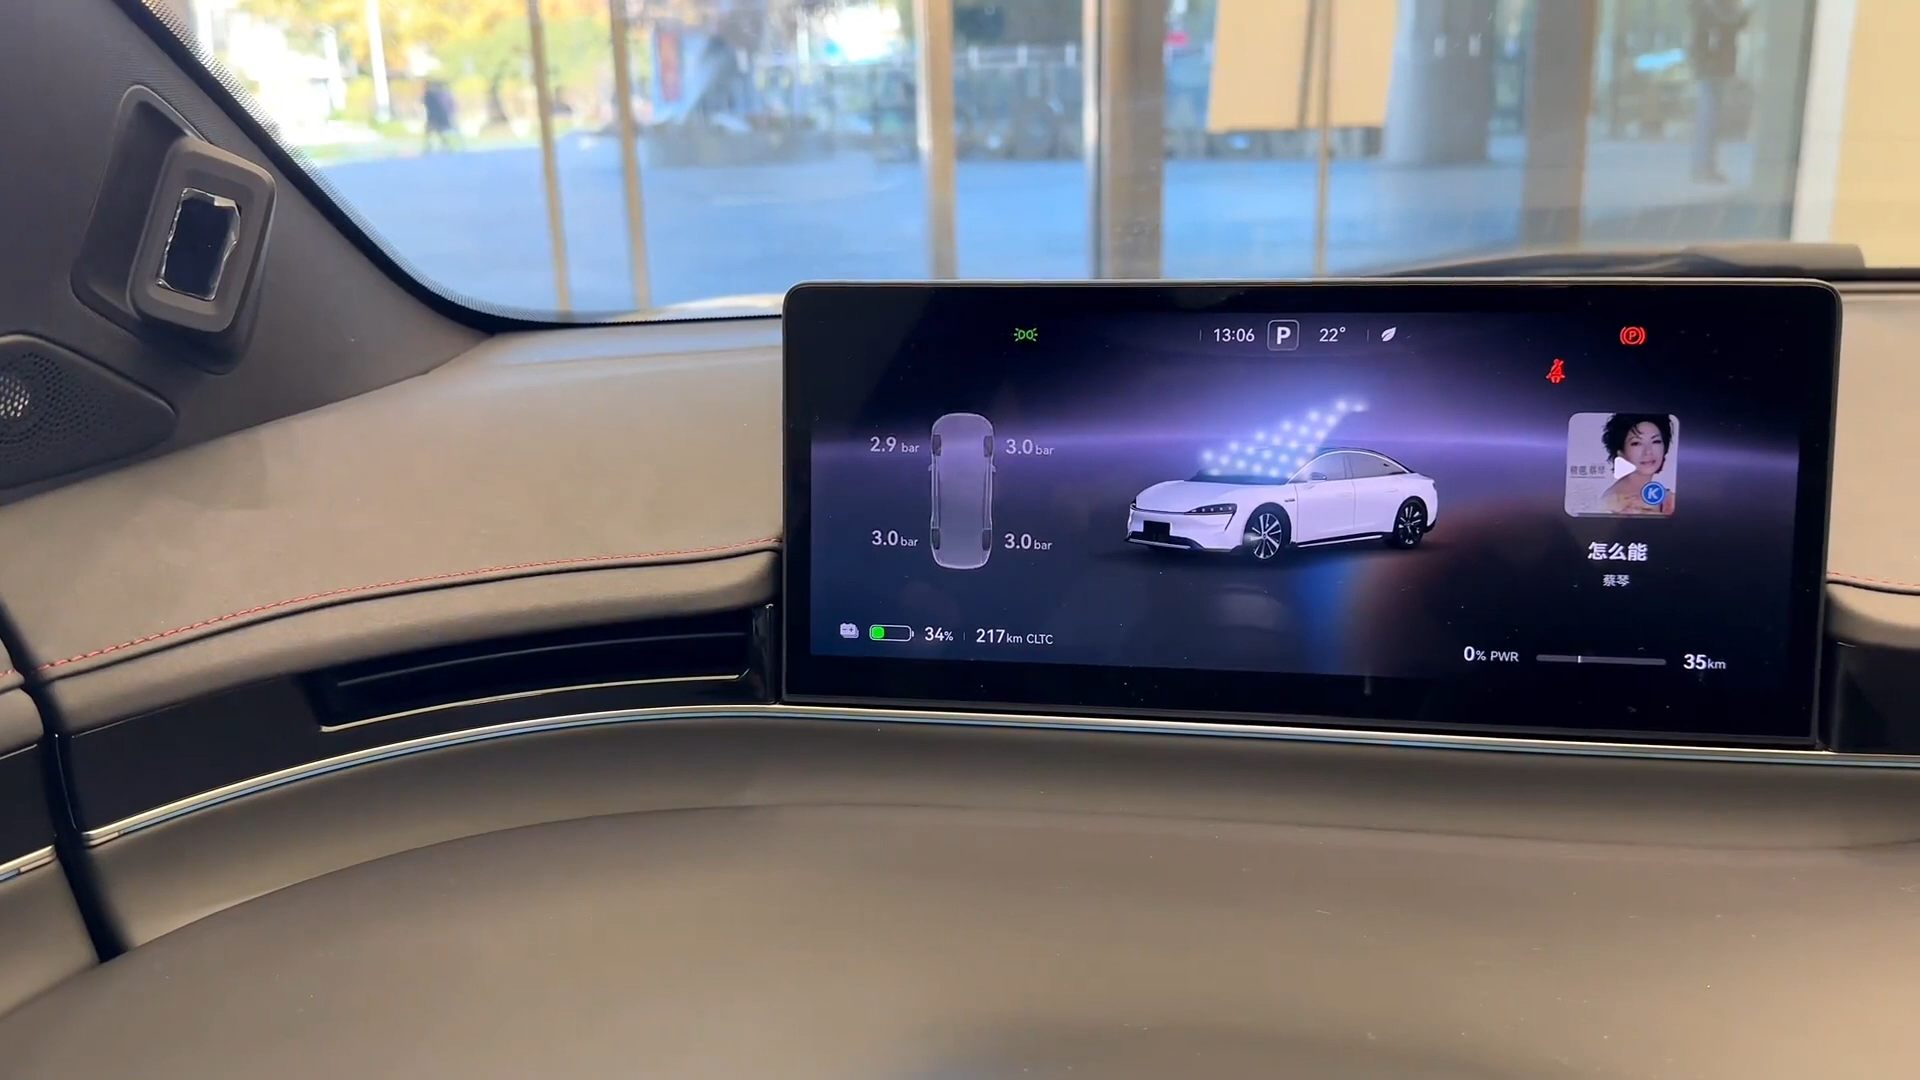 13:06 P 22°
2.9 bar
3.0 bar
3.0 bar
3.0 bar
K
怎么能
蔡琴
34% 217km CLTC
0% PWR
35km